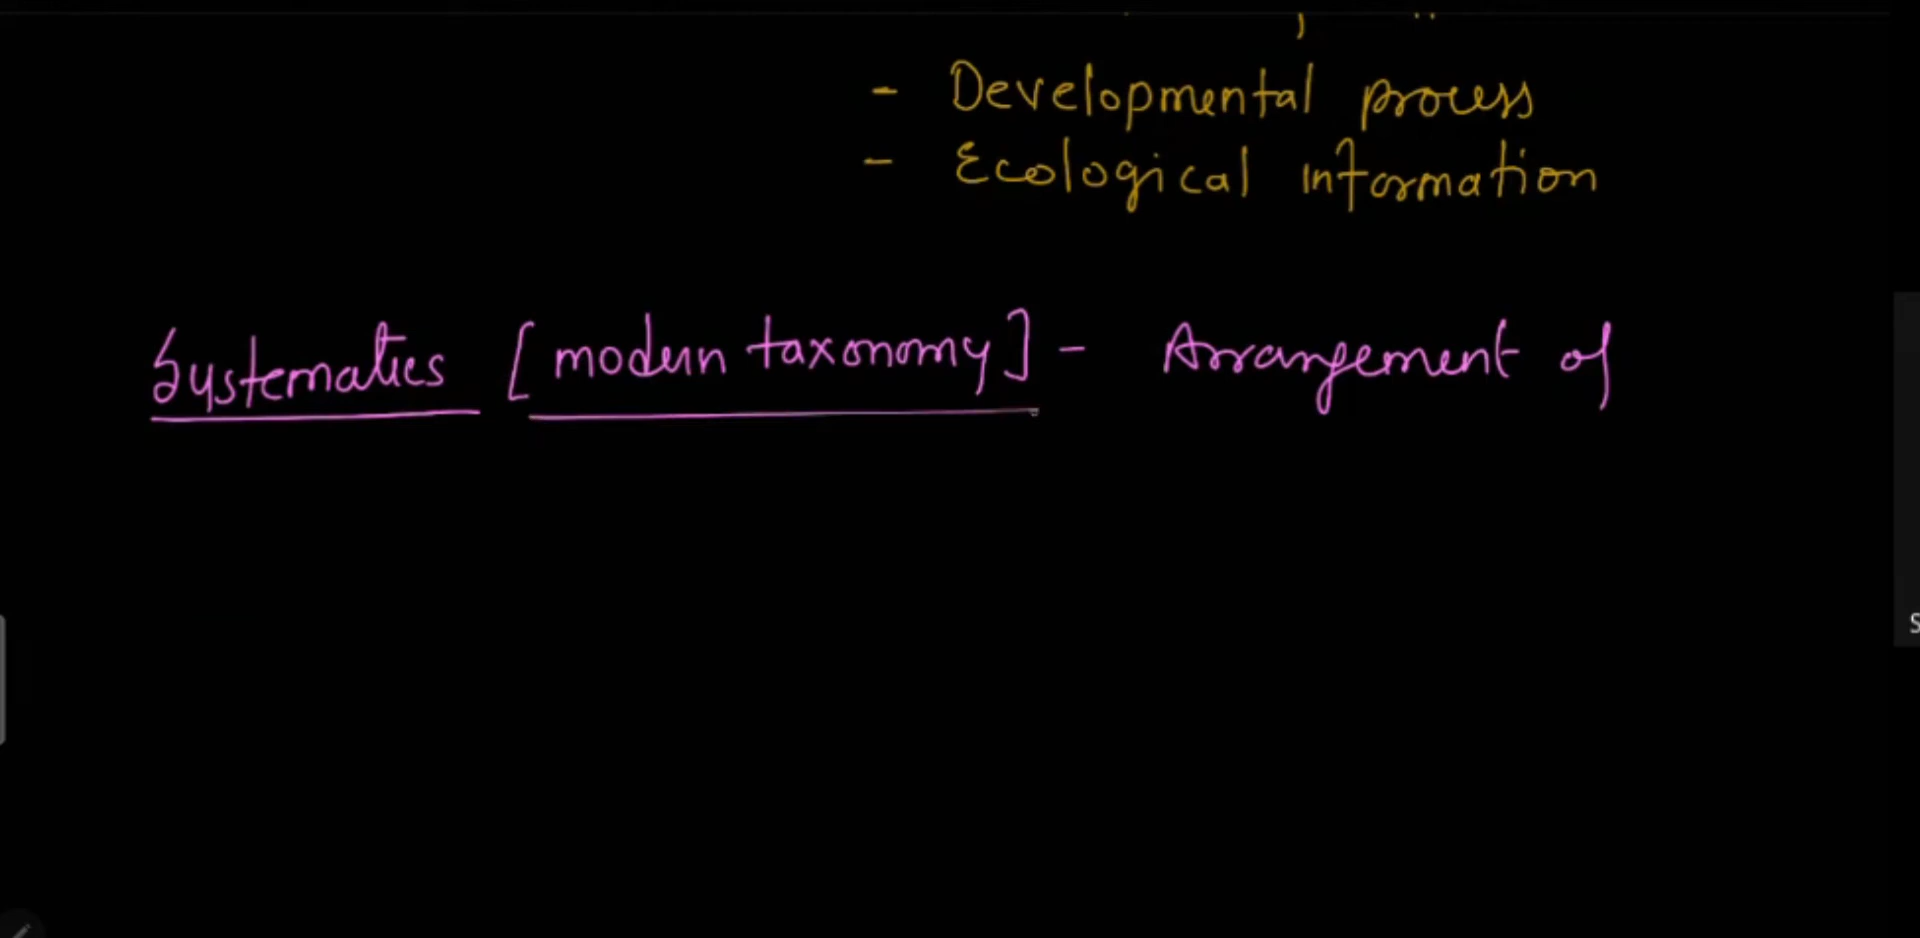 - Developmental process
- Ecological information
Systematics [modern taxonomy] - Arrangement of